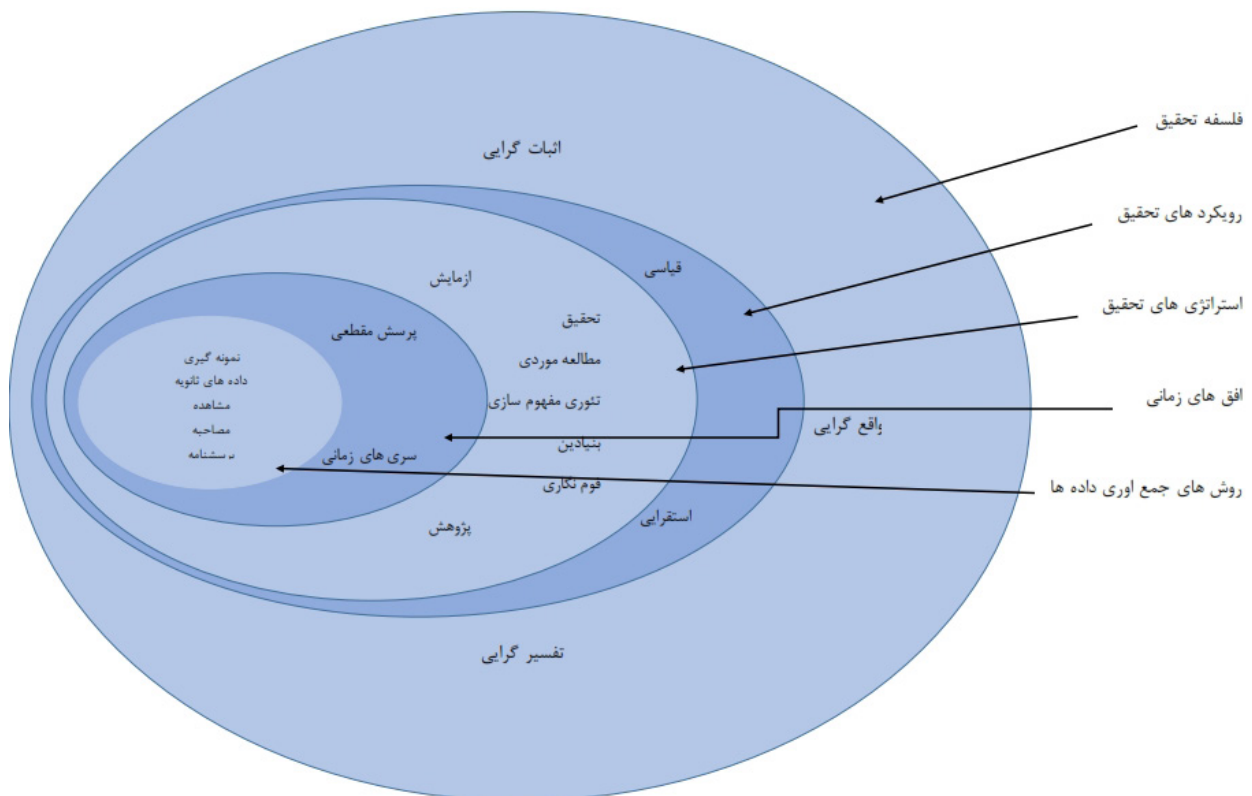 فلسفه تحقیق
اثبات گرایی
رویکرد های تحقیق
قیاسی
ازمایش
استراتژی های تحقیق
تحقیق
پرسش مقطعی
مطالعه موردی
نمونه گیری
داده های ثانویه
افق های زمانی
تئوری مفهوم سازی
مشاهده
واقع گرایی
مصاحبه
بنیادین
سری های زمانی
پرسشنامه
روش های جمع اوری داده ها
قوم نگاری
استقرایی
پژوهش
تفسیر گرایی